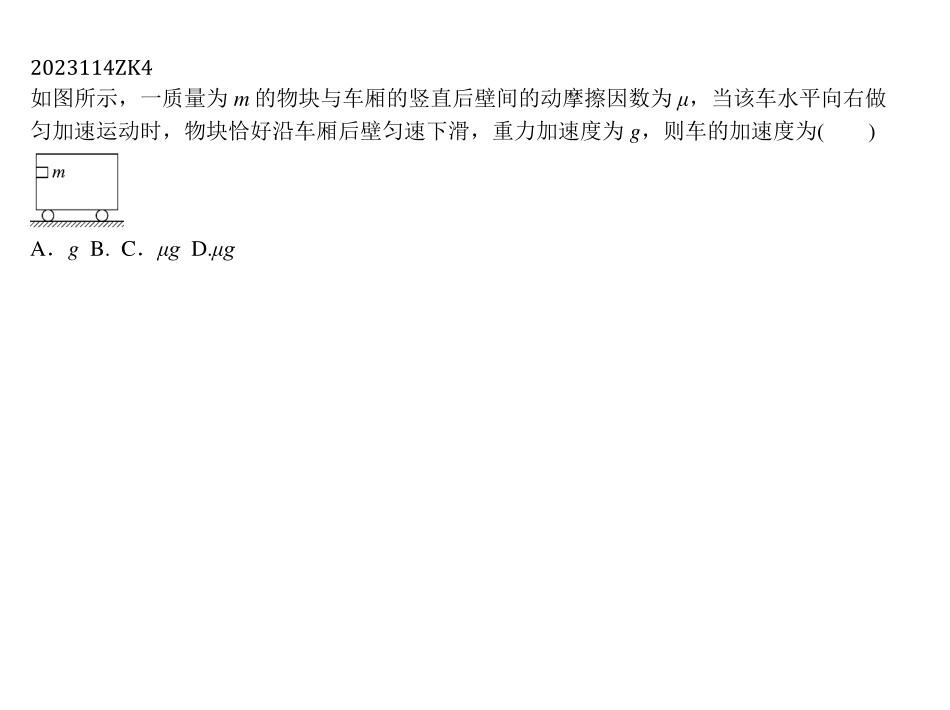 2023114ZK4
如图所示，一质量为 m 的物块与车厢的竖直后壁间的动摩擦因数为 μ，当该车水平向右做
匀加速运动时，物块恰好沿车厢后壁匀速下滑，重力加速度为 g，则车的加速度为(　　)
m
A．g B. C．μg D.μg